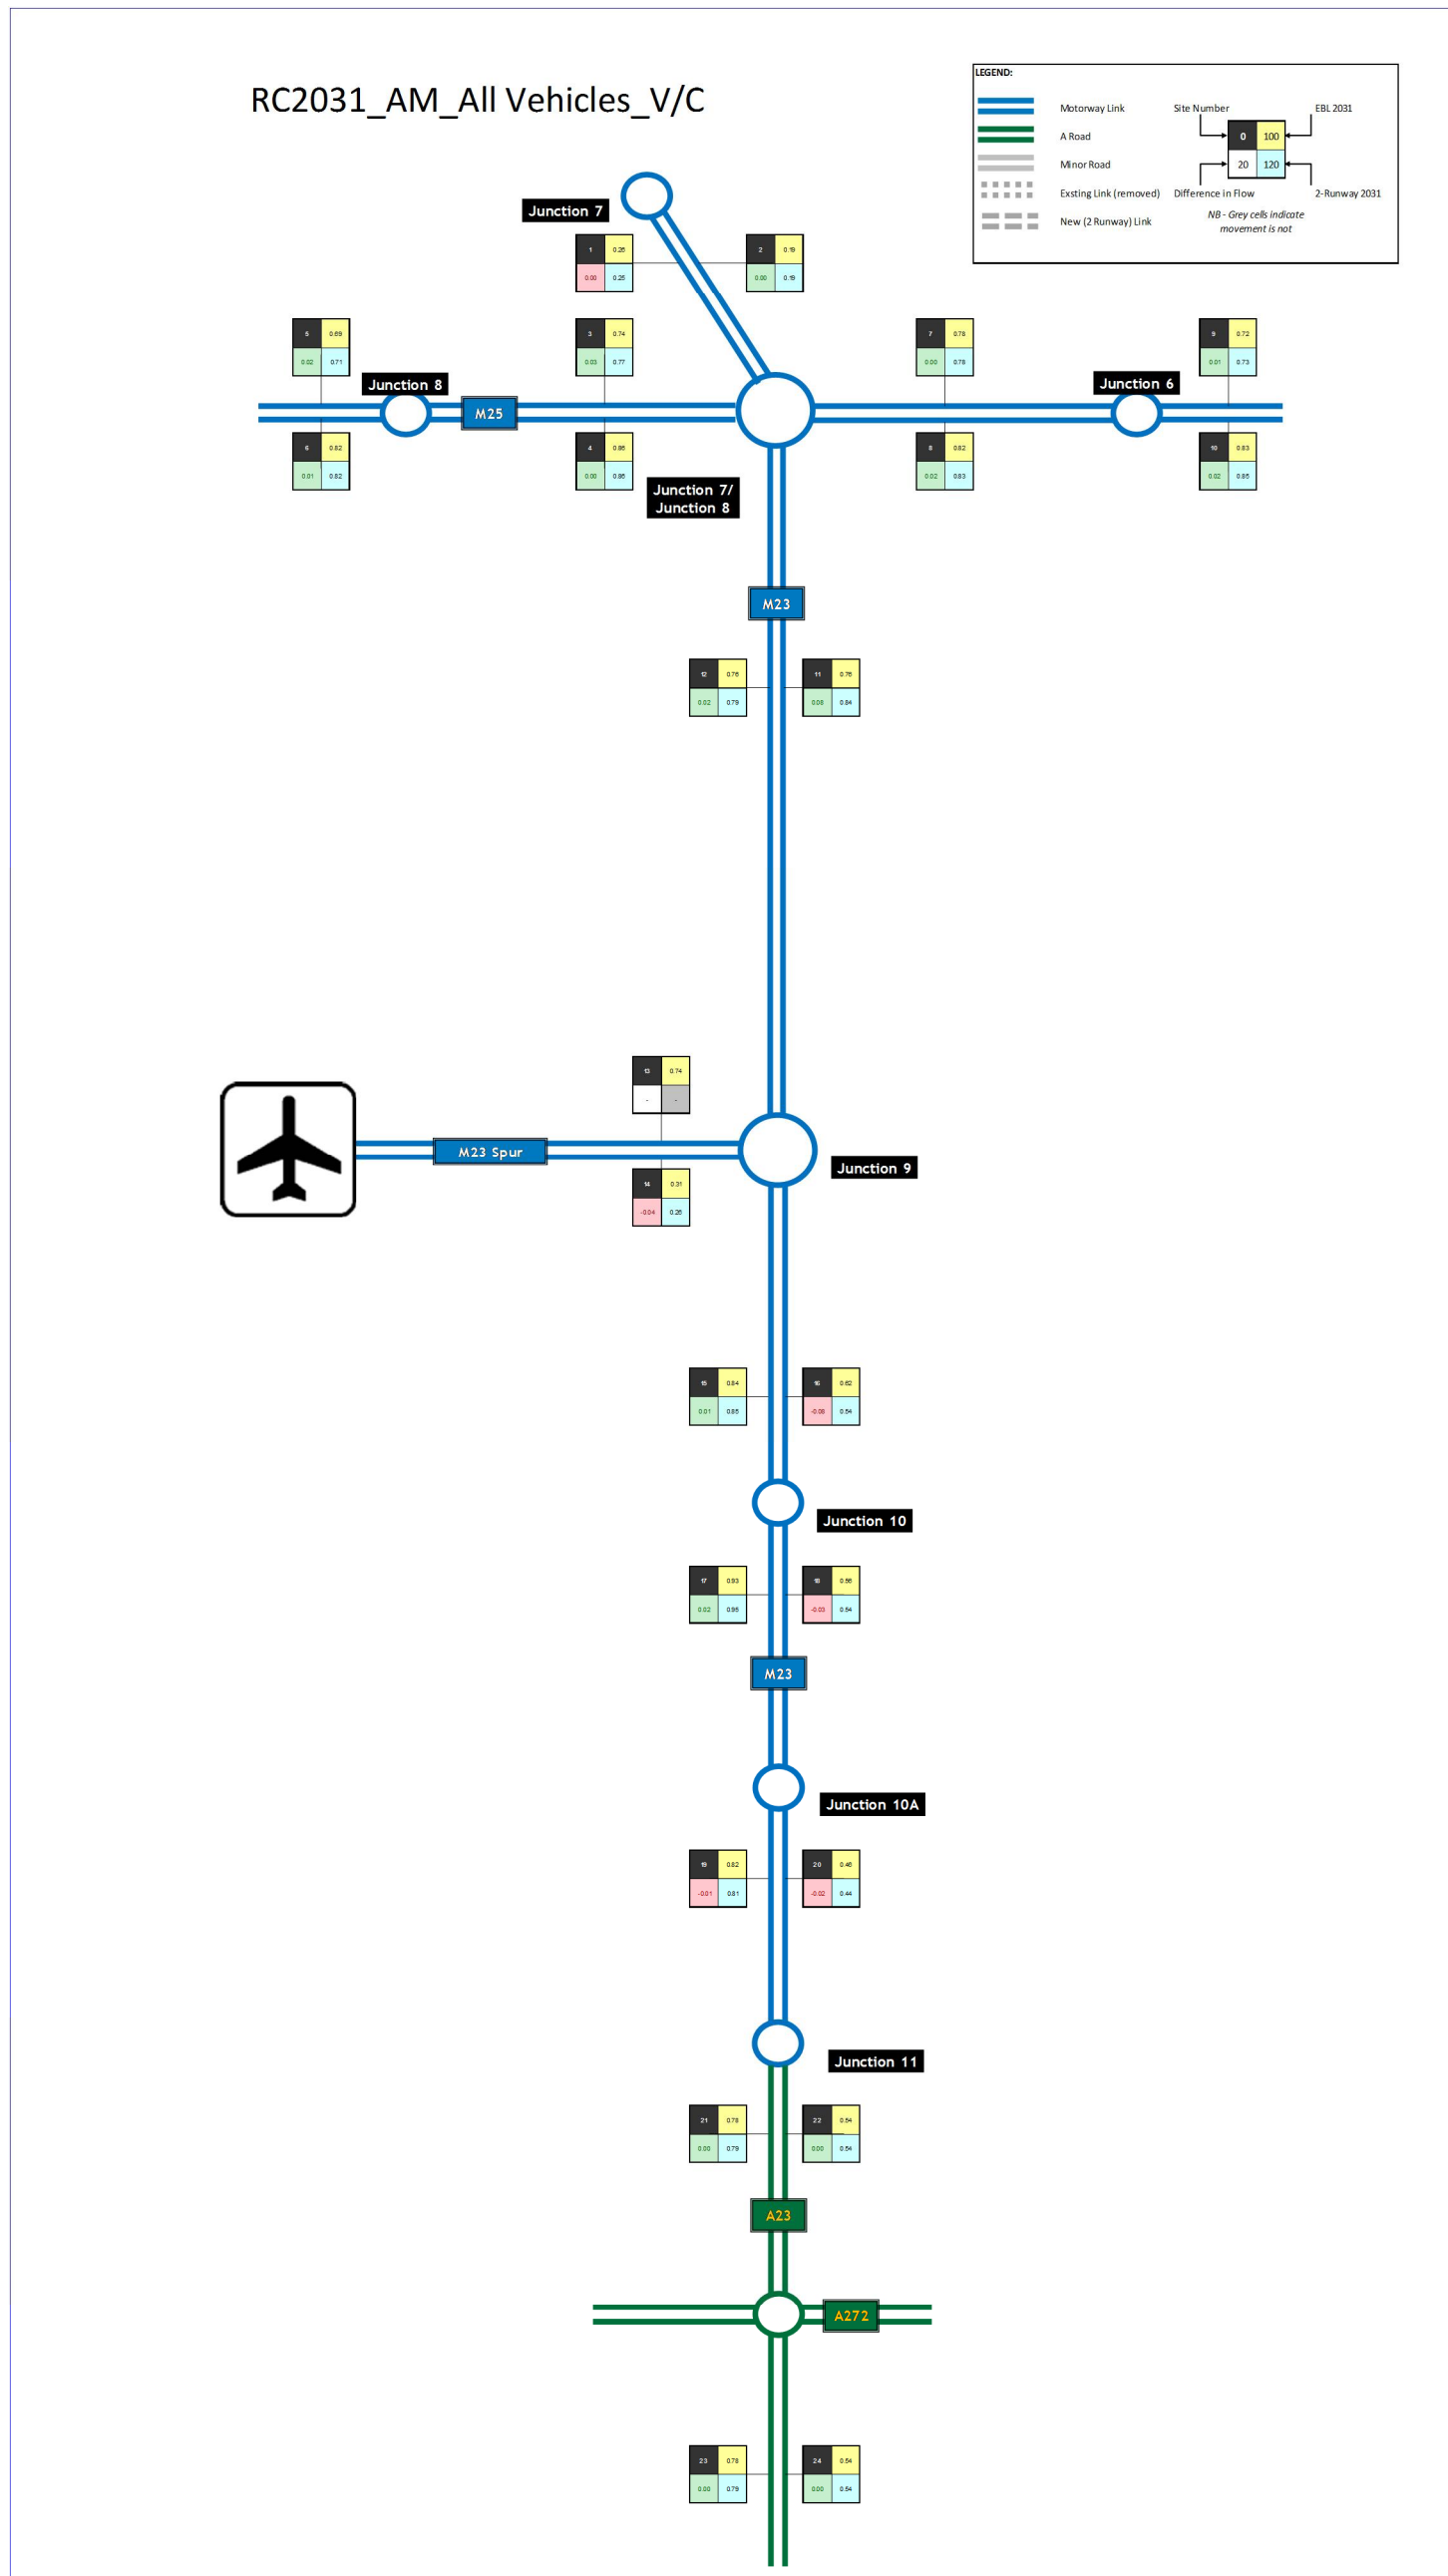 RC2031_AM_All Vehicles_V/C
LEGEND:
Motorway Link
Site Number
EBL 2031
A Road
0 100
Minor Road
20 120
Exsting Link (removed)
Difference in Flow
2-Runway 2031
New (2 Runway) Link
NB - Grey cells indicate
movement is not
Junction 7
1 0.26
0.00 0.25
2 0.19
0.00 0.19
5 0.69
0.02 0.71
3 0.74
0.03 0.77
7 0.78
0.00 0.78
9 0.72
0.01 0.73
Junction 8
M25
Junction 6
6 0.82
0.01 0.82
4
0.00
8 0.82
0.02 0.83
10 0.83
0.02 0.85
Junction 7/
Junction 8
M23
12 0.76
0.02 0.79
11 0.76
0.08 0.84
13 0.74
- -
M23 Spur
Junction 9
14 0.31
-0.04 0.26
15 0.84
0.01 0.85
16 0.62
-0.08 0.54
Junction 10
17 0.93
0.02 0.95
18 0.56
-0.03 0.54
M23
Junction 10A
19 0.82
-0.01 0.81
20 0.46
-0.02 0.44
Junction 11
21 0.78
0.00 0.79
22 0.54
0.00 0.54
A23
A272
23 0.78
0.00 0.79
24 0.54
0.00 0.54